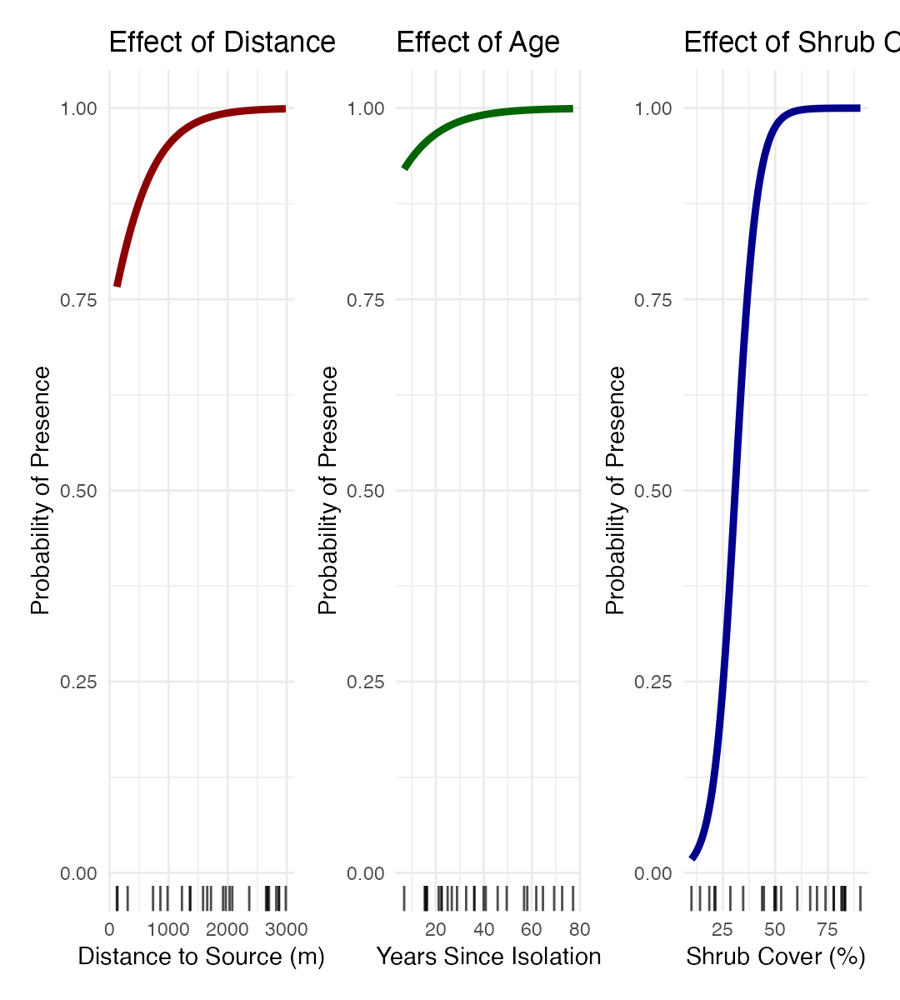 Effect of Distance
Probability of Presence
1.00
0.75
0.50
0.25
0.00
0 1000 2000 3000
Distance to Source (m)
Effect of Age
Probability of Presence
1.00
0.75
0.50
0.25
0.00
20 40 60 80
Years Since Isolation
Effect of Shrub C
Probability of Presence
1.00
0.75
0.50
0.25
0.00
25 50 75
Shrub Cover (%)